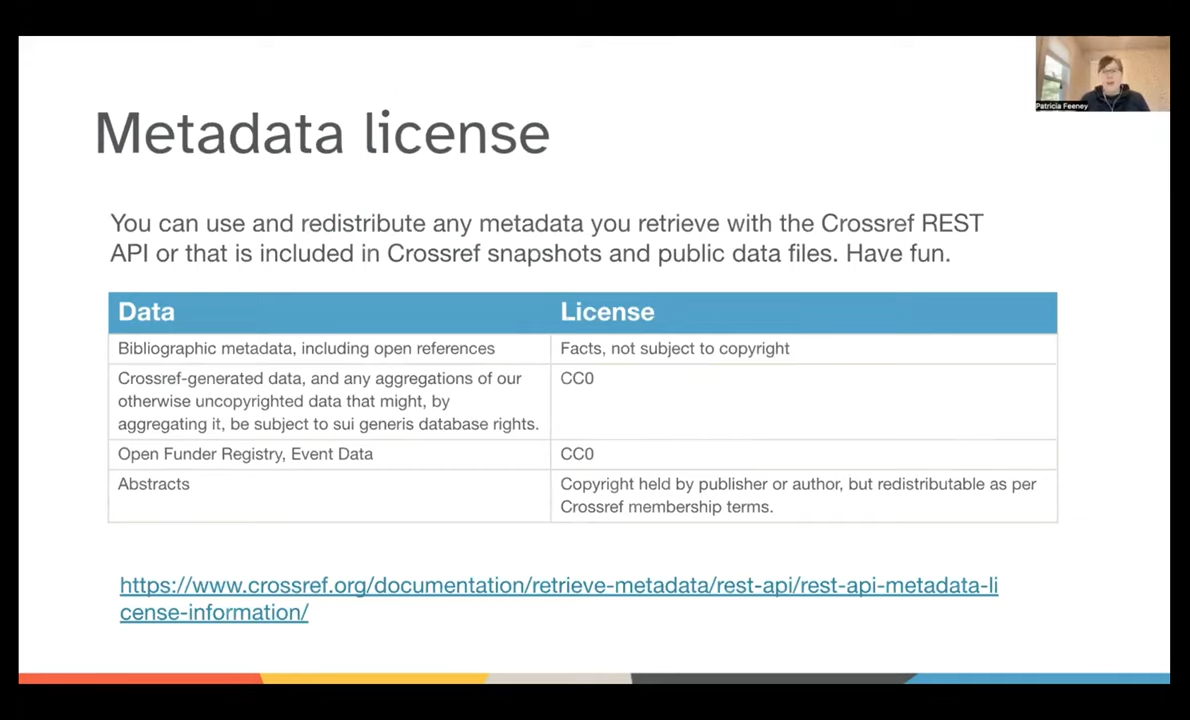 Patricia Feeney
Metadata license
You can use and redistribute any metadata you retrieve with the Crossref REST
API or that is included in Crossref snapshots and public data files. Have fun.
Data License
Bibliographic metadata, including open references Facts, not subject to copyright
Crossref-generated data, and any aggregations of our CC0
otherwise uncopyrighted data that might, by
aggregating it, be subject to sui generis database rights.
Open Funder Registry, Event Data CC0
Abstracts Copyright held by publisher or author, but redistributable as per
Crossref membership terms.
https://www.crossref.org/documentation/retrieve-metadata/rest-api/rest-api-metadata-li
cense-information/